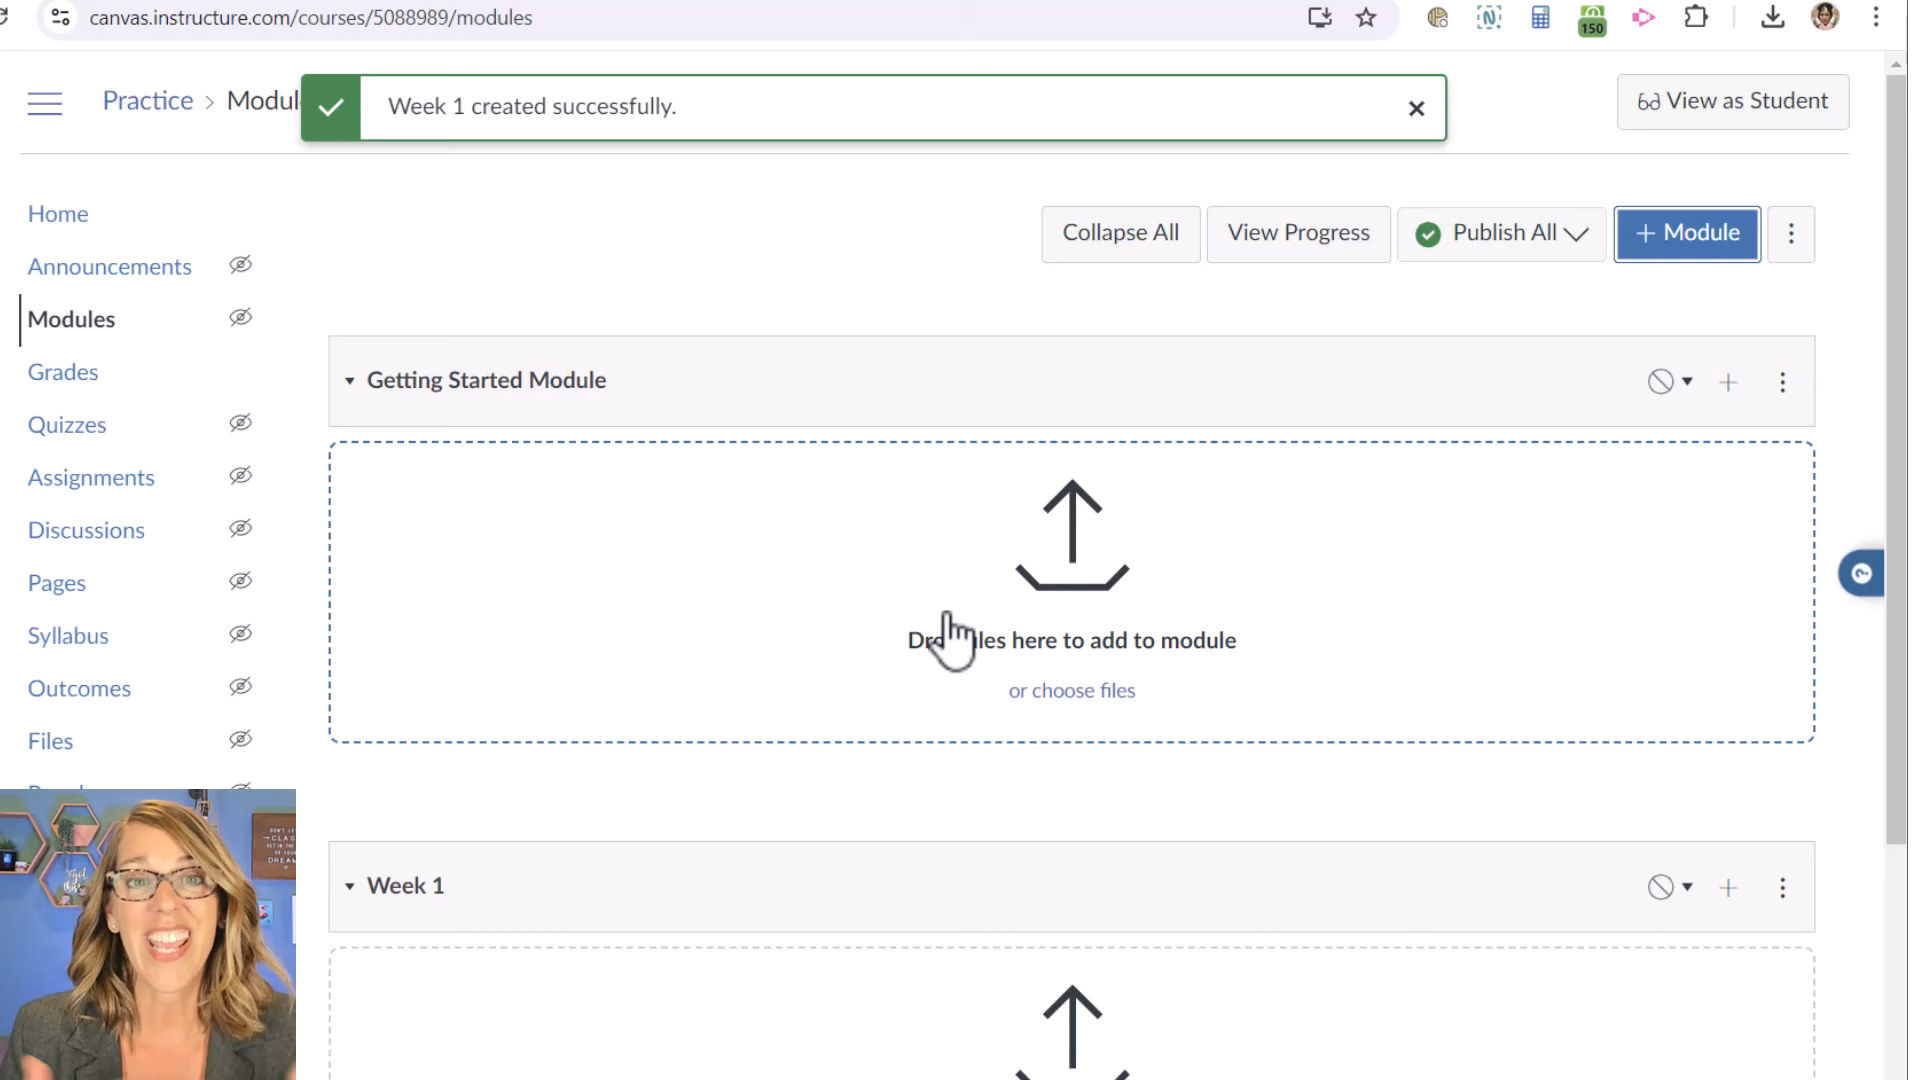 canvas.instructure.com/courses/5088989/modules
150
Practice > Modul
Week 1 created successfully.
View as Student
Home
Announcements
Modules
Grades
Quizzes
Assignments
Discussions
Pages
Syllabus
Outcomes
Files
Collapse All
View Progress
Publish All
+ Module
Getting Started Module
here to add to module
or choose files
Week 1